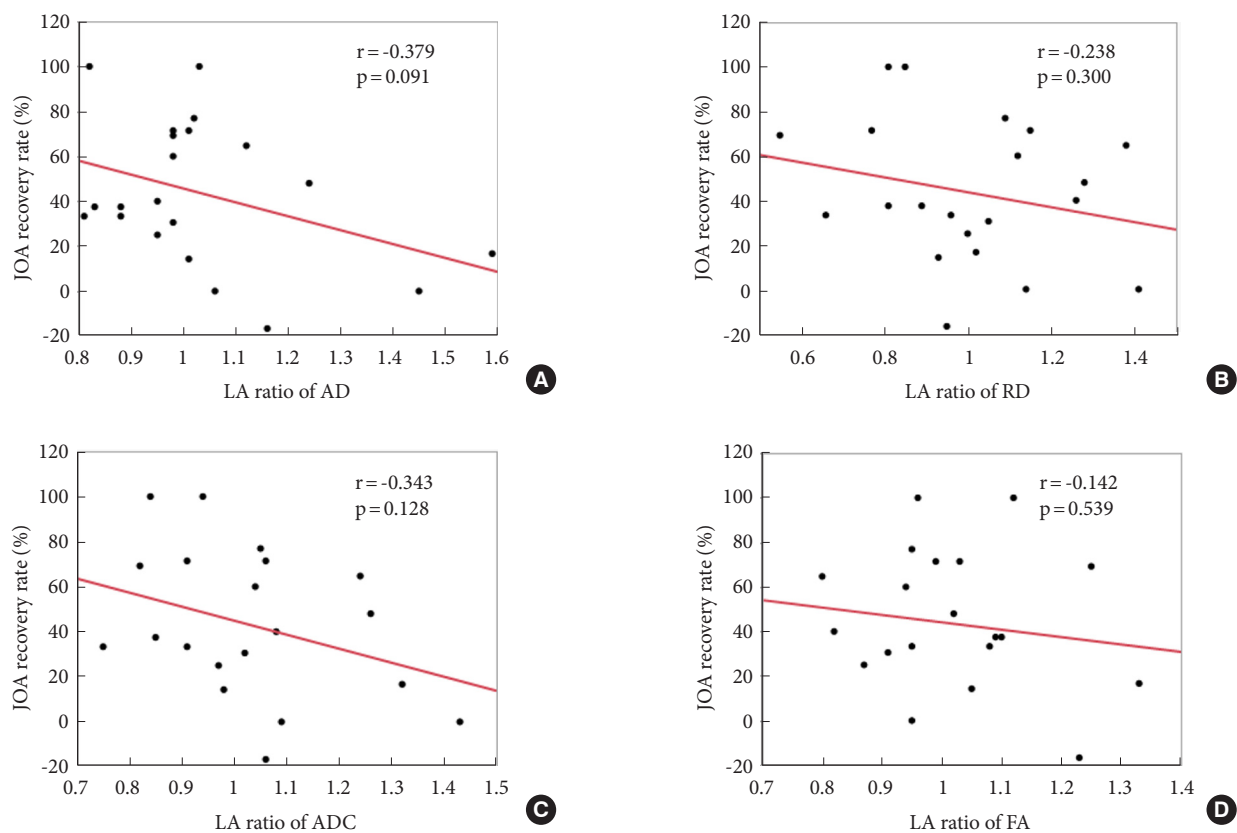 120
100
80
60
40
20
0
-20
JOA recovery rate (%)
r = -0.379
p = 0.091
0.8 0.9 1 1.1 1.2 1.3 1.4 1.5 1.6
LA ratio of AD
A
120
100
80
60
40
20
0
-20
JOA recovery rate (%)
r = -0.238
p = 0.300
0.6 0.8 1 1.2 1.4
LA ratio of RD
B
120
100
80
60
40
20
0
-20
JOA recovery rate (%)
r = -0.343
p = 0.128
0.7 0.8 0.9 1 1.1 1.2 1.3 1.4 1.5
LA ratio of ADC
C
120
100
80
60
40
20
0
-20
JOA recovery rate (%)
r = -0.142
p = 0.539
0.7 0.8 0.9 1 1.1 1.2 1.3 1.4
LA ratio of FA
D